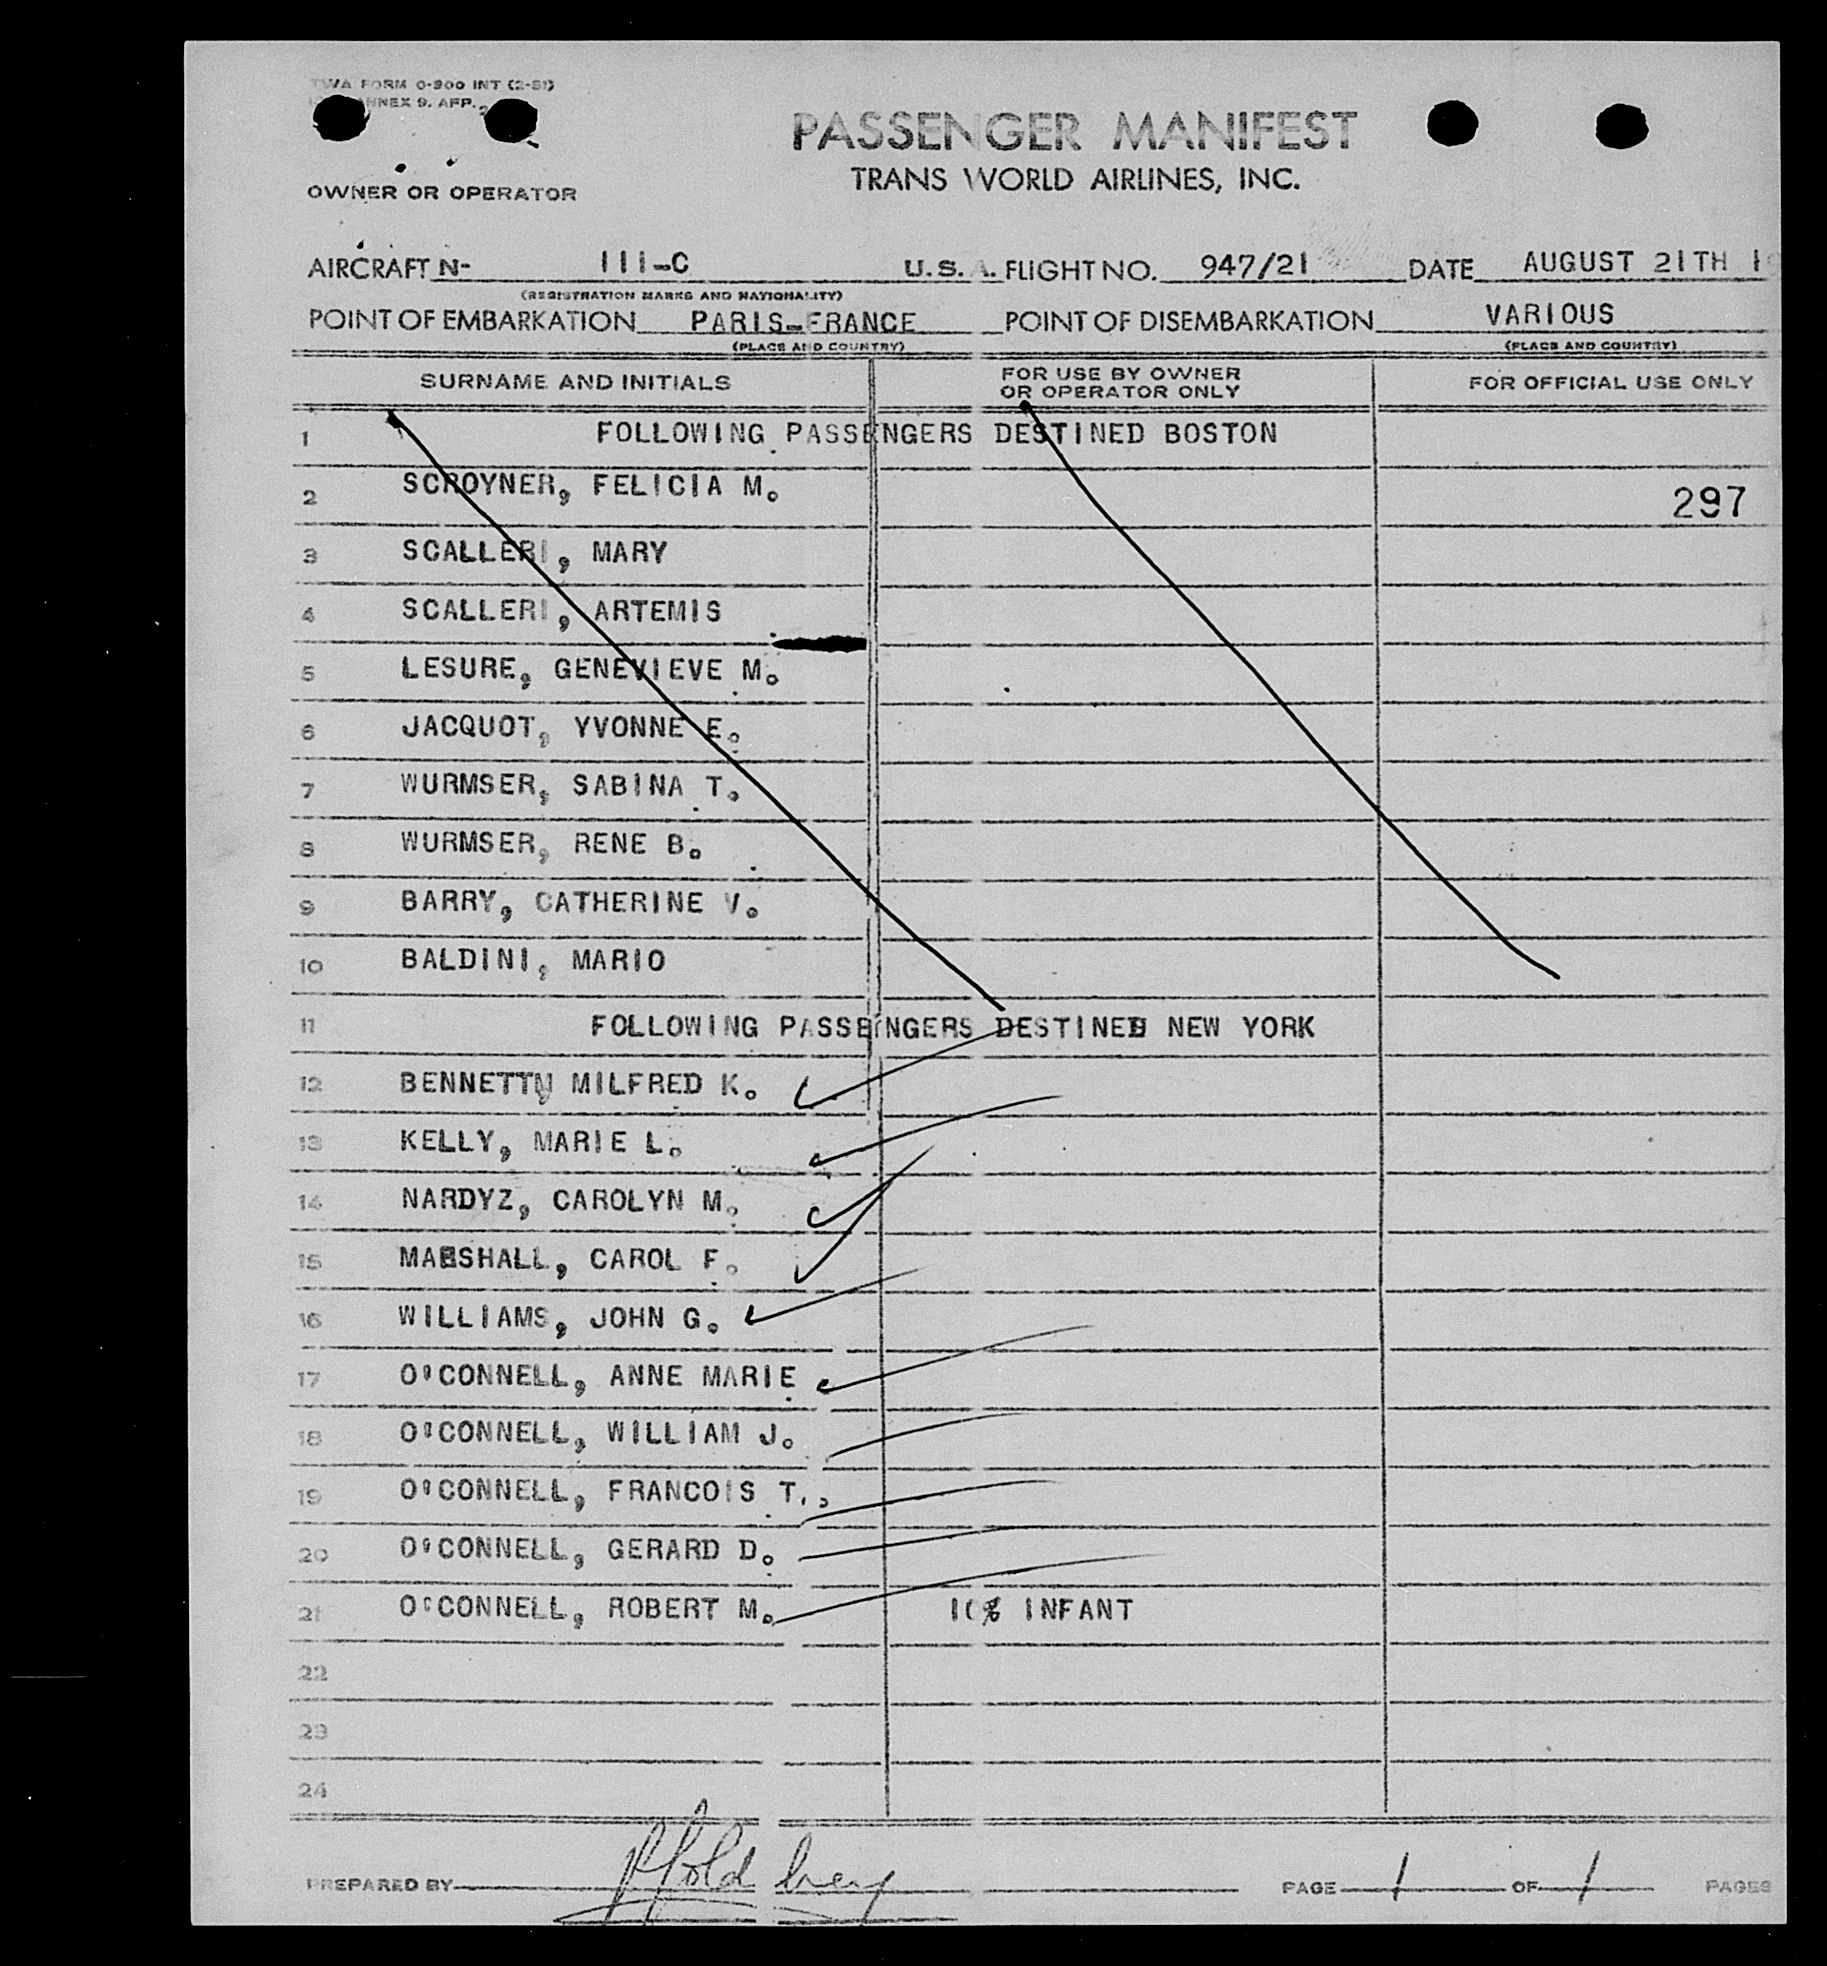 TWA FORM 0-900 INT (2-51)
ANNEX 9. APP. 2
PASSENGER MANIFEST
TRANS WORLD AIRLINES, INC.
OWNER OR OPERATOR
AIRCRAFT N- 111-C U.S.A. FLIGHT NO. 947/21 DATE AUGUST 21TH 1
(REGISTRATION MARKS AND NATIONALITY)
POINT OF EMBARKATION PARIS-FRANCE POINT OF DISEMBARKATION VARIOUS
(PLACE AND COUNTRY) (PLACE AND COUNTRY)
SURNAME AND INITIALS FOR USE BY OWNER OR OPERATOR ONLY FOR OFFICIAL USE ONLY
1 FOLLOWING PASSENGERS DESTINED BOSTON
2 SCROYNER, FELICIA M. 297
3 SCALLERI, MARY
4 SCALLERI, ARTEMIS
5 LESURE, GENEVIEVE M.
6 JACQUOT, YVONNE E.
7 WURMSER, SABINA T.
8 WURMSER, RENE B.
9 BARRY, CATHERINE V.
10 BALDINI, MARIO
11 FOLLOWING PASSENGERS DESTINED NEW YORK
12 BENNETT, MILFRED K.
13 KELLY, MARIE L.
14 NARDYZ, CAROLYN M.
15 MARSHALL, CAROL F.
16 WILLIAMS, JOHN G.
17 O'CONNELL, ANNE MARIE
18 O'CONNELL, WILLIAM J.
19 O'CONNELL, FRANCOIS T.,
20 O'CONNELL, GERARD D.
21 O'CONNELL, ROBERT M. 10% INFANT
22
23
24
PREPARED BY PAGE 1 OF 1 PAGES